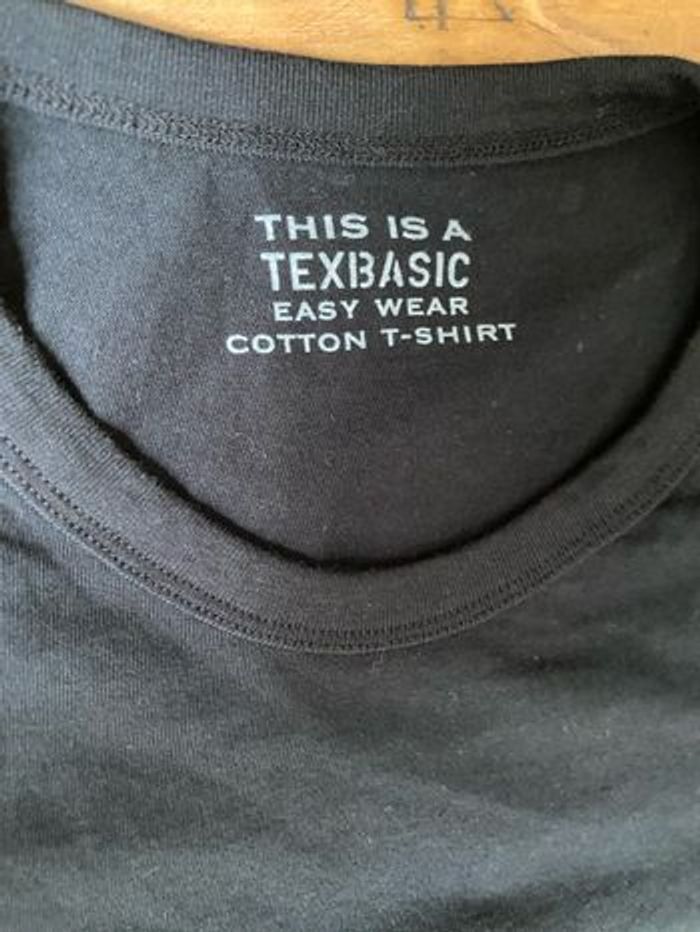 THIS IS A
TEXBASIC
EASY WEAR
COTTON T-SHIRT